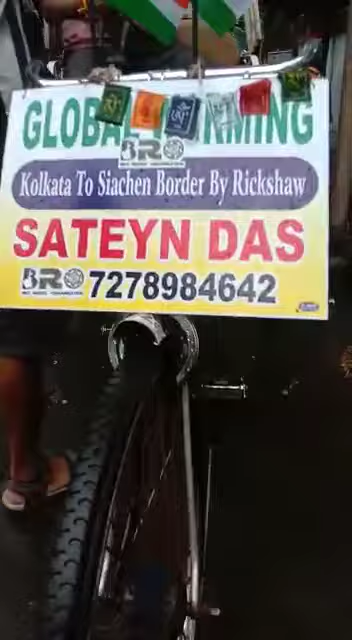 GLOBAL WARMING
BRO
Kolkata To Siachen Border By Rickshaw
SATEYN DAS
BRO 7278984642